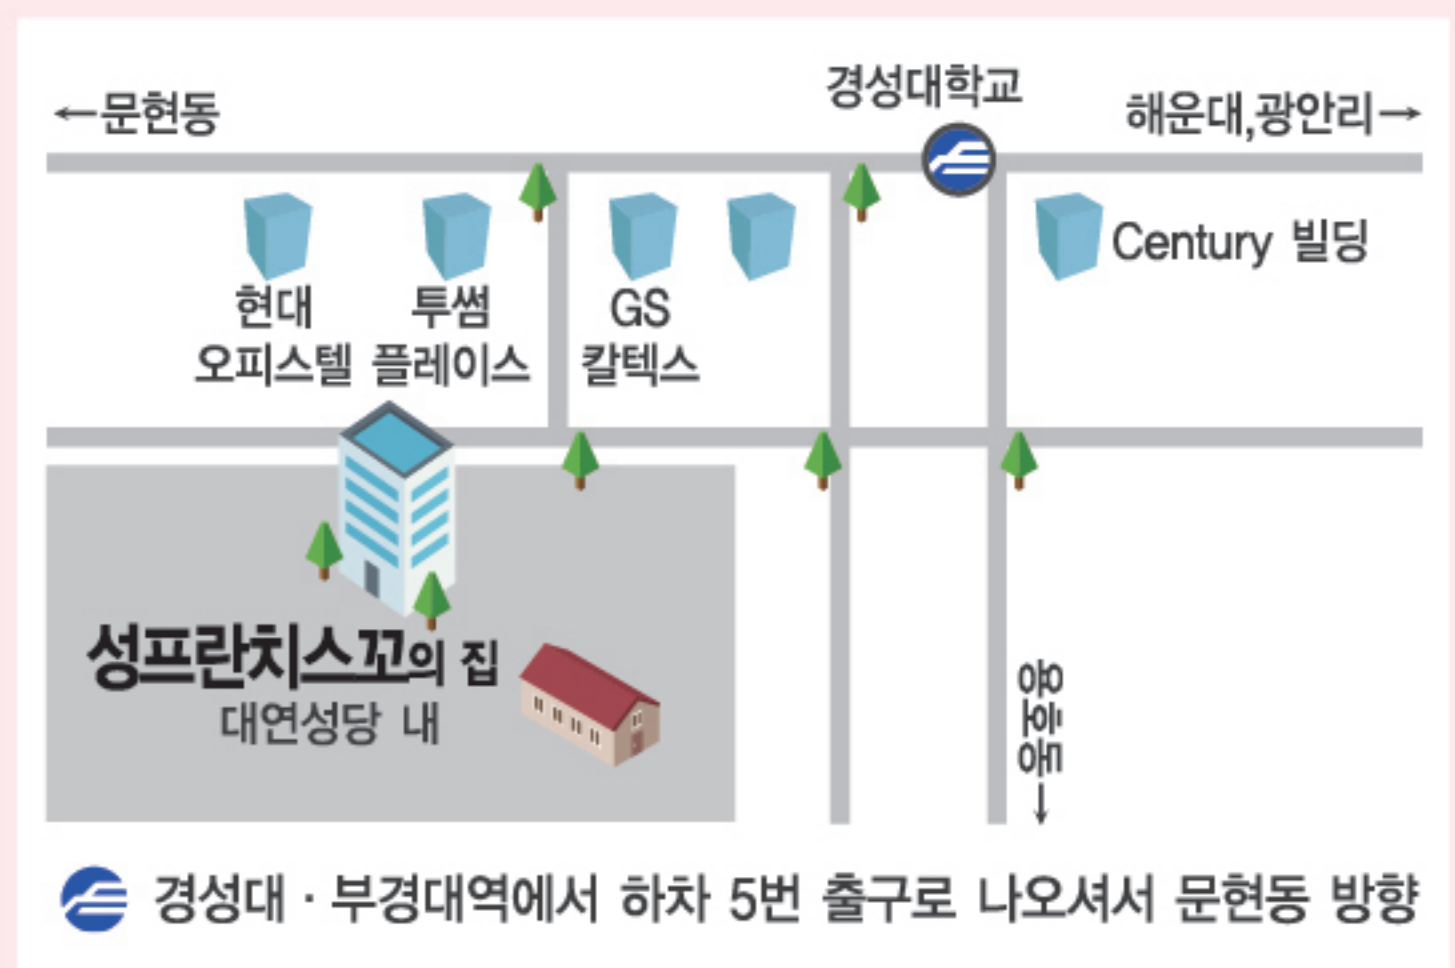 경성대학교
←문현동
해운대,광안리→
Century 빌딩
현대
오피스텔
투썸
플레이스
GS
칼텍스
성프란치스꼬의 집
대연성당 내
용호동→
경성대 · 부경대역에서 하차 5번 출구로 나오셔서 문현동 방향